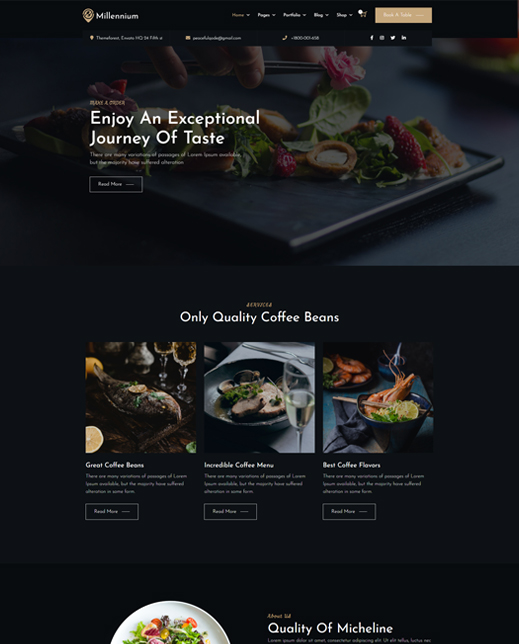 Millennium
Home Pages Portfolio Blog Shop Book A Table
Themeforest, Envato HQ 24 Fifth st peacefulqode@gmail.com +1800-001-658
MAKE A ORDER
Enjoy An Exceptional
Journey Of Taste
There are many variations of passages of Lorem Ipsum available,
but the majority have suffered alteration
Read More
SERVICES
Only Quality Coffee Beans
Great Coffee Beans
There are many variations of passages of Lorem
Ipsum available, but the majority have suffered
alteration in some form.
Read More
Incredible Coffee Menu
There are many variations of passages of Lorem
Ipsum available, but the majority have suffered
alteration in some form.
Read More
Best Coffee Flavors
There are many variations of passages of Lorem
Ipsum available, but the majority have suffered
alteration in some form.
Read More
About Us
Quality Of Micheline
Lorem ipsum dolor sit amet, consectetur adipiscing elit. Ut elit tellus, luctus nec